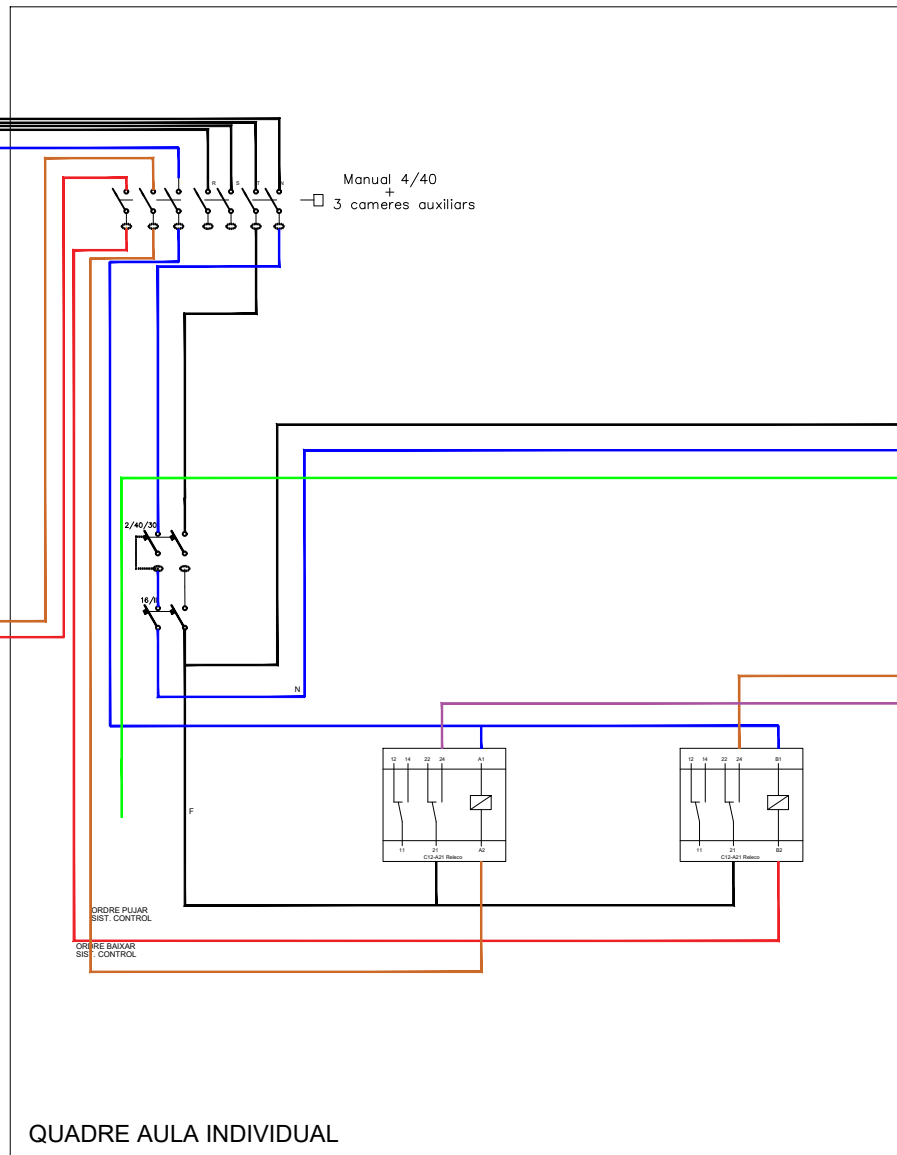 R S T N
Manual 4/40
+
3 cameres auxiliars
2/40/30
N
12 14 22 24 A1
12 14 22 24 B1
F
11 21 A2
C12-A21 Releco
11 21 B2
C12-A21 Releco
ORDRE PUJAR
SIST. CONTROL
ORDRE BAIXAR
SIST. CONTROL
QUADRE AULA INDIVIDUAL